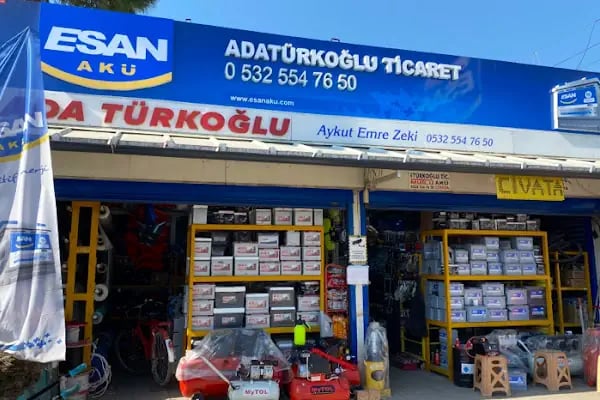 ESAN
AKÜ
ADATÜRKOĞLU TİCARET
0 532 554 76 50
www.esanaku.com
DA TÜRKOĞLU
Aykut Emre Zeki 0532 554 76 50
SAN
CIVATA
MyTOL
MyTOL